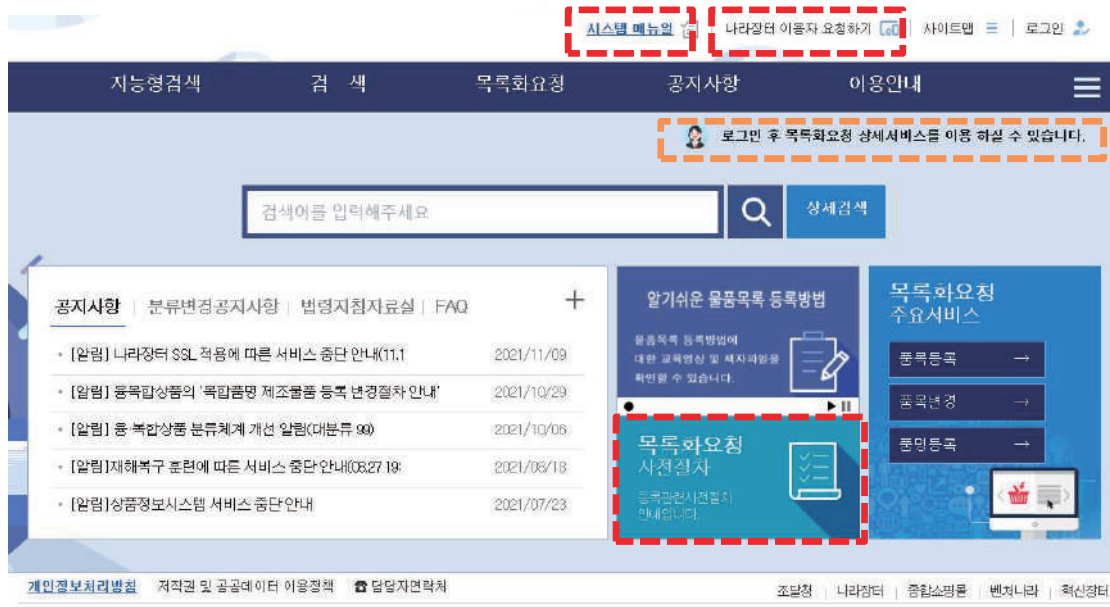 시스템 매뉴얼 나라장터 이용자 요청하기 사이트맵 로그인
지능형검색 검 색 목록화요청 공지사항 이용안내
로그인 후 목록화요청 상세서비스를 이용 하실 수 있습니다.
검색어를 입력해주세요 상세검색
공지사항 분류변경공지사항 법령지침자료실 FAQ +
[알림] 나라장터 SSL 적용에 따른 서비스 중단 안내(11.1 2021/11/09
[알림] 융복합상품의 '복합품명 제조물품 등록 변경절차 안내' 2021/10/29
[알림] 융·복합상품 분류체계 개선 알림(대분류 99) 2021/10/06
[알림]재해복구 훈련에 따른 서비스 중단 안내(08.27 19: 2021/08/18
[알림]상품정보시스템 서비스 중단 안내 2021/07/23
알기쉬운 물품목록 등록방법
물품목록 등록방법에
대한 교육영상 및 책자파일을
확인할 수 있습니다.
목록화요청
사전절차
등록관련사전절차
안내입니다.
목록화요청
주요서비스
품목등록 →
품목변경 →
품명등록 →
개인정보처리방침 저작권 및 공공데이터 이용정책 담당자연락처
조달청 나라장터 종합쇼핑몰 벤처나라 혁신장터